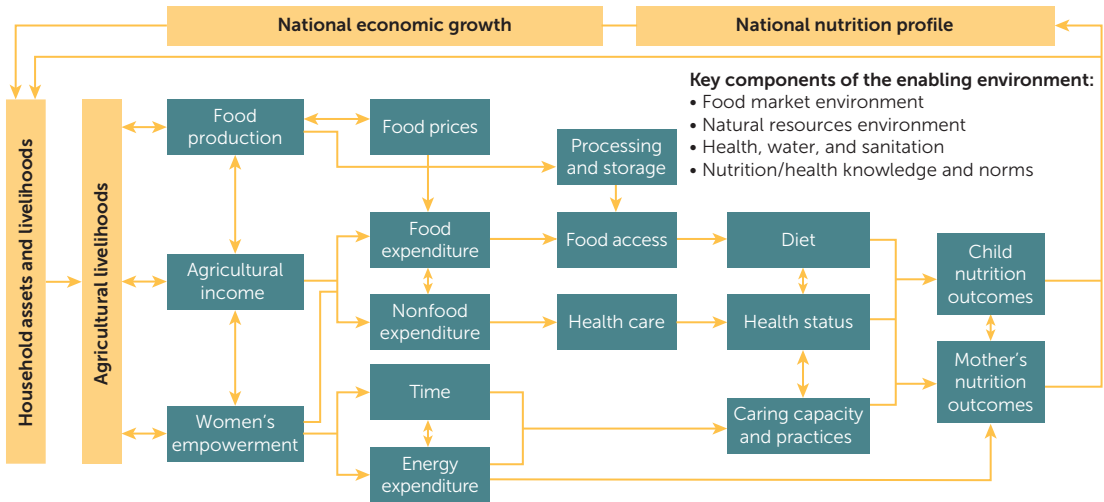 National economic growth
National nutrition profile
Key components of the enabling environment:
• Food market environment
• Natural resources environment
• Health, water, and sanitation
• Nutrition/health knowledge and norms
Household assets and livelihoods
Agricultural livelihoods
Food
production
Food prices
Processing
and storage
Agricultural
income
Food
expenditure
Food access
Diet
Child
nutrition
outcomes
Nonfood
expenditure
Health care
Health status
Mother's
nutrition
outcomes
Women's
empowerment
Time
Caring capacity
and practices
Energy
expenditure